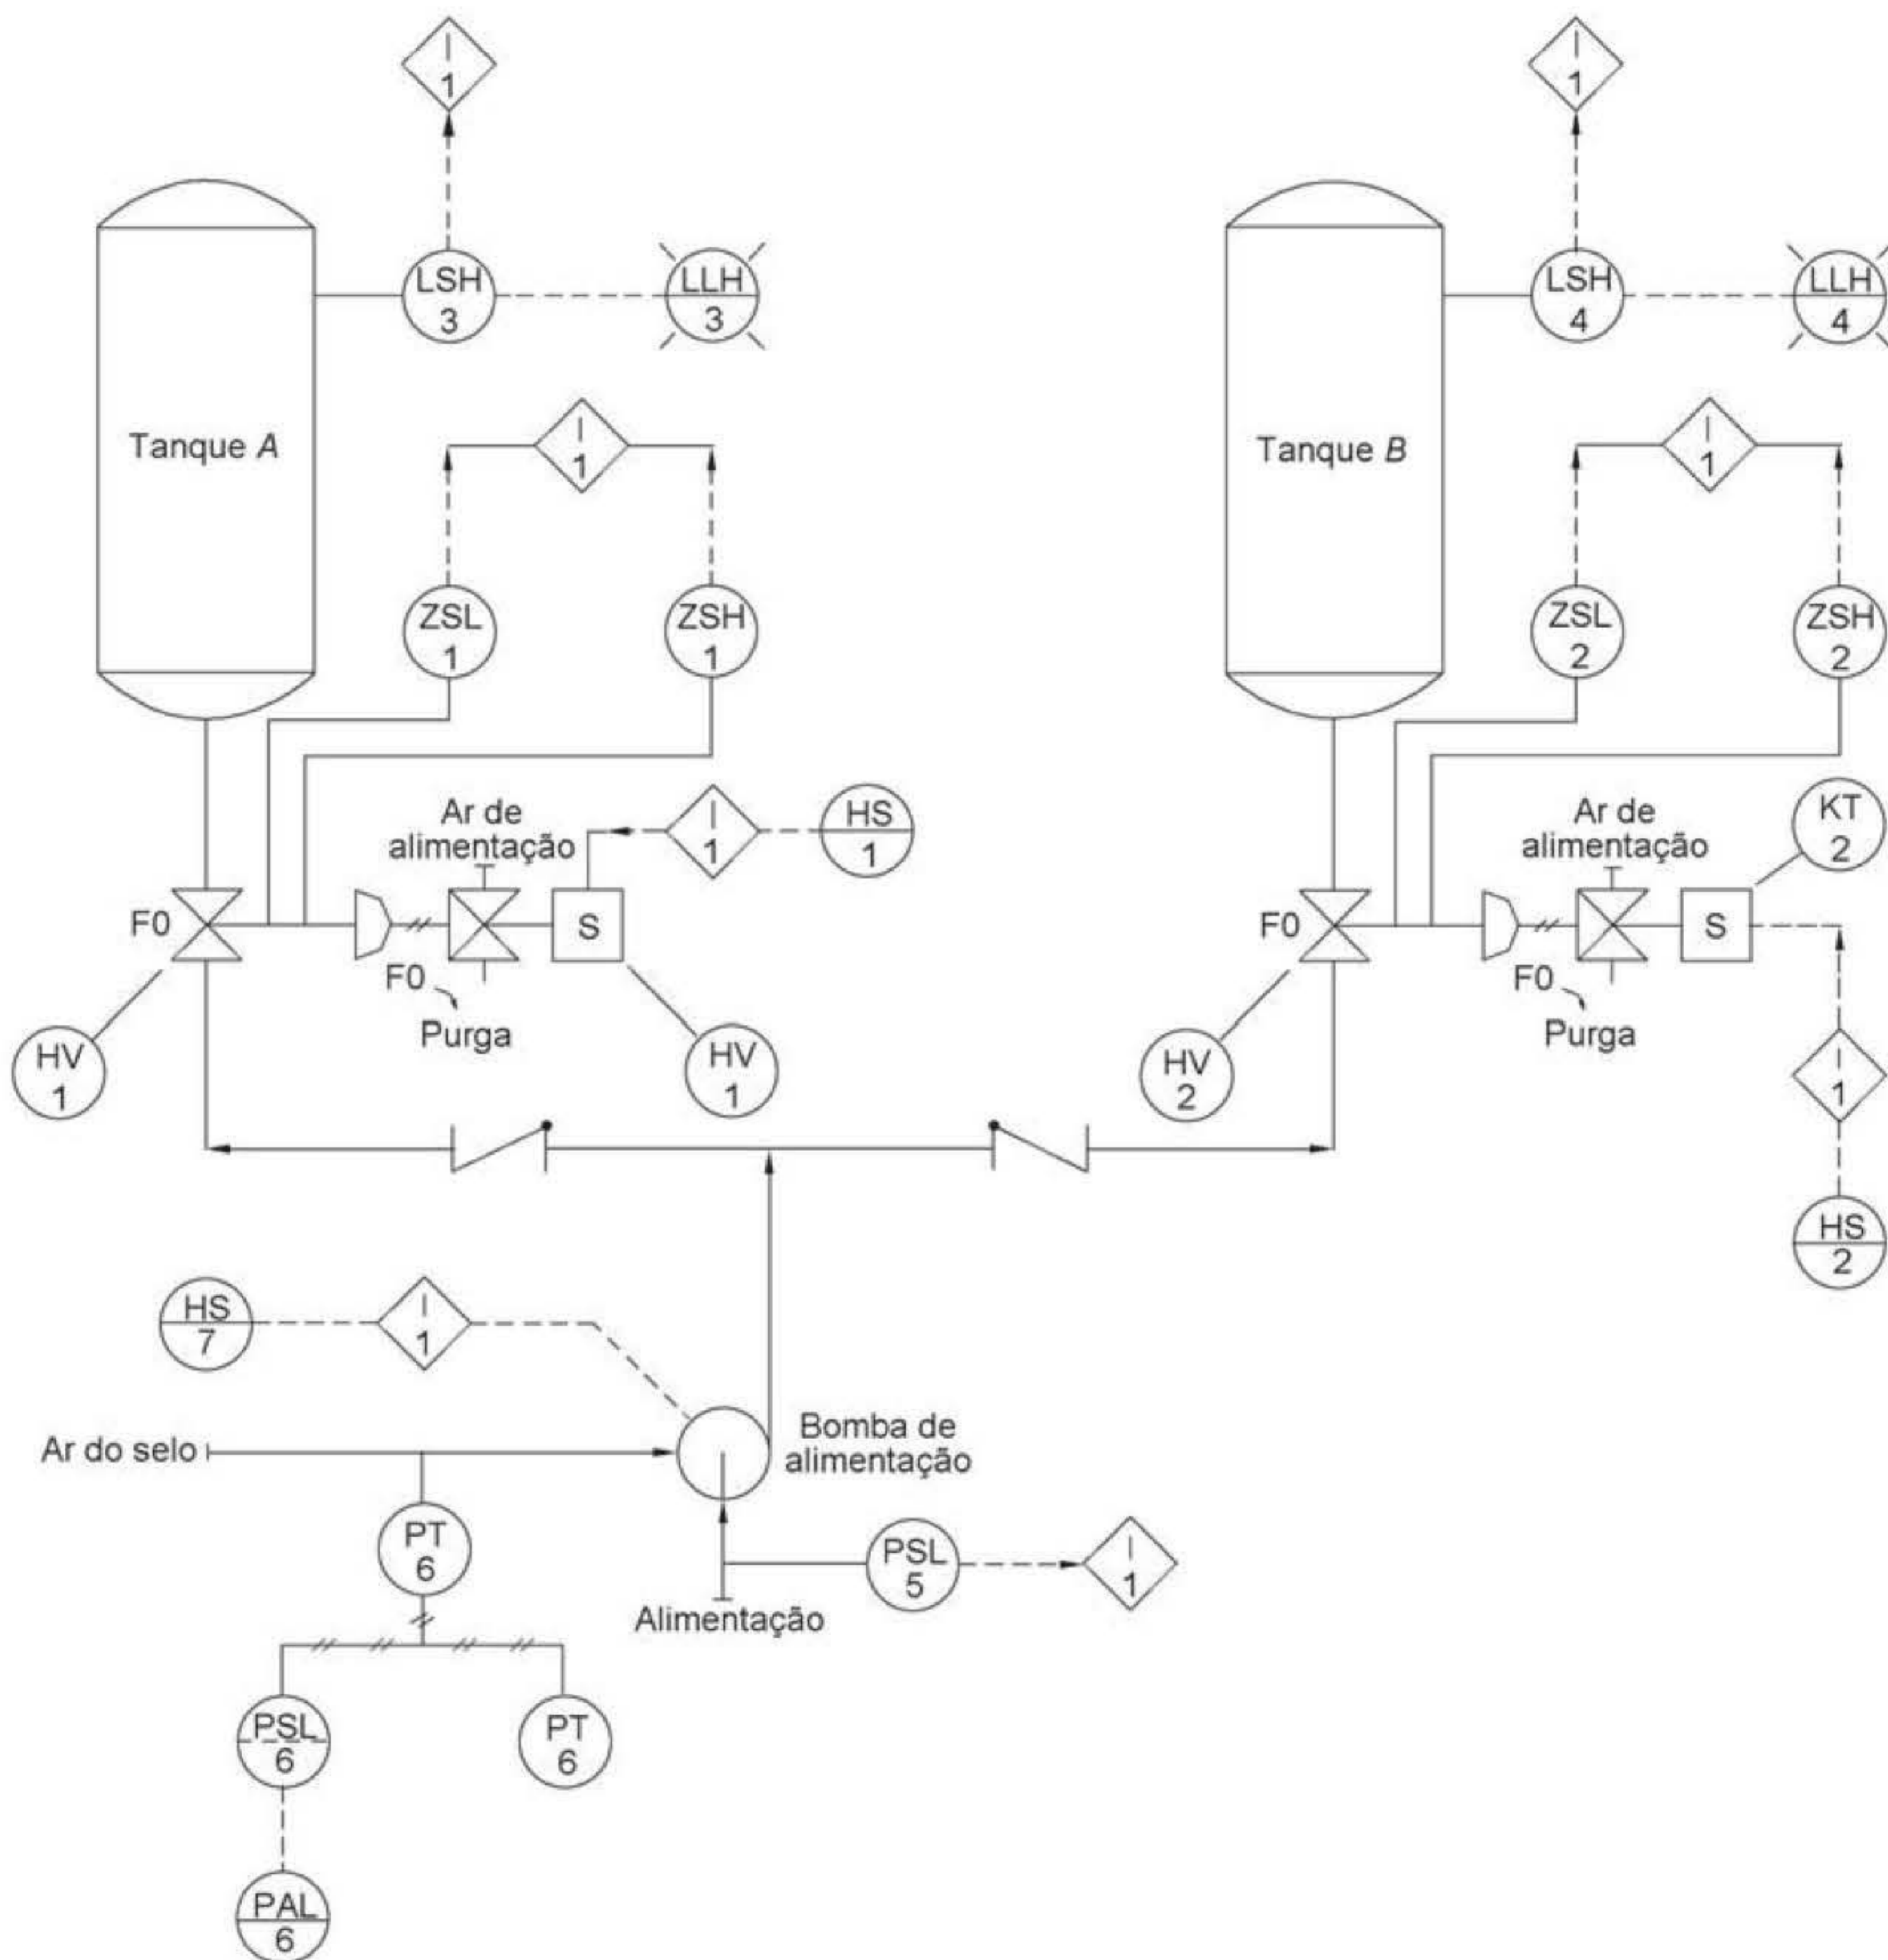 I
1
I
1
LSH
3
LLH
3
LSH
4
LLH
4
Tanque A
I
1
Tanque B
I
1
ZSL
1
ZSH
1
ZSL
2
ZSH
2
Ar de
alimentação
I
1
HS
1
Ar de
alimentação
KT
2
F0
S
F0
S
F0
Purga
F0
Purga
HV
1
HV
1
HV
2
I
1
HS
2
HS
7
I
1
Ar do selo
Bomba de
alimentação
PT
6
PSL
5
I
1
Alimentação
PSL
6
PT
6
PAL
6